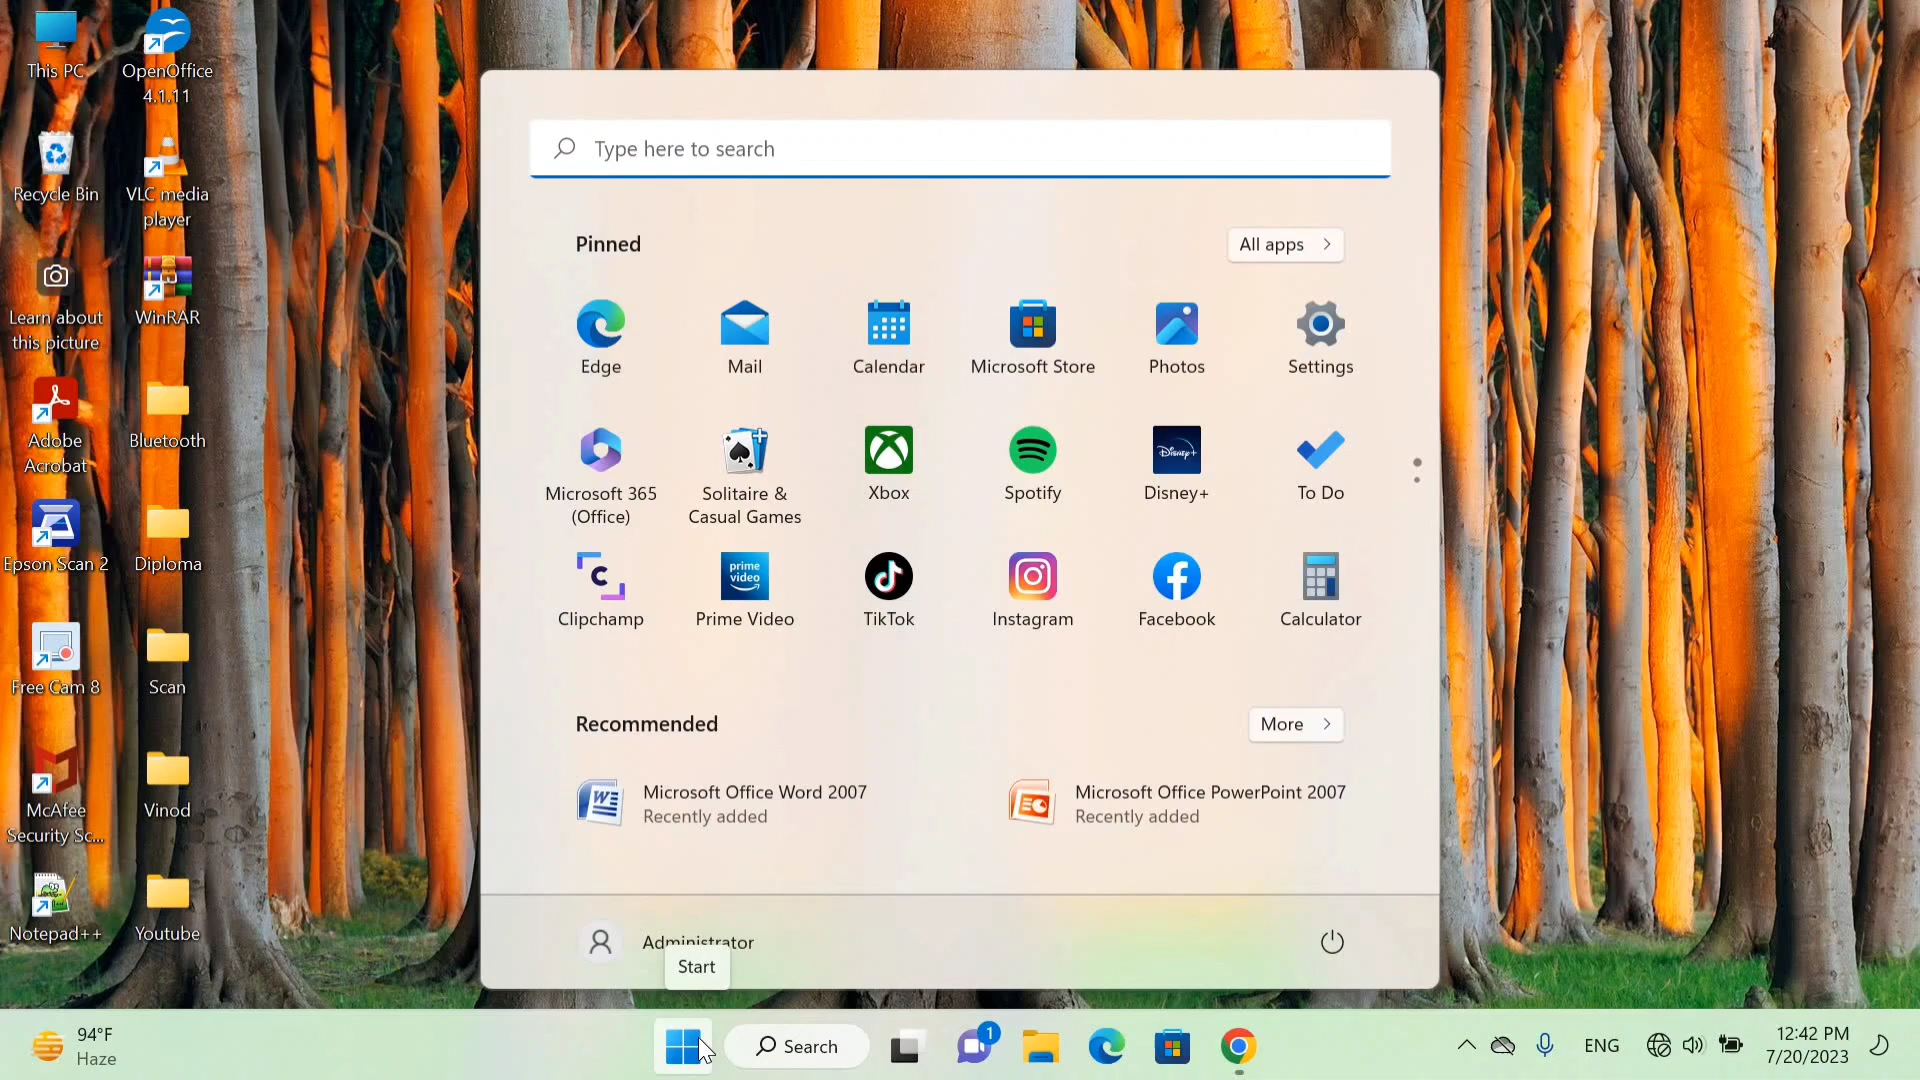 This PC
OpenOffice
4.1.11
Recycle Bin
VLC media
player
Learn about
this picture
WinRAR
Adobe
Acrobat
Bluetooth
Epson Scan 2
Diploma
Free Cam 8
Scan
McAfee
Security Sc...
Vinod
Notepad++
Youtube
Type here to search
Pinned
All apps
Edge
Mail
Calendar
Microsoft Store
Photos
Settings
Microsoft 365
(Office)
Solitaire &
Casual Games
Xbox
Spotify
Disney+
Disney+
To Do
prime
video
Clipchamp
Prime Video
TikTok
Instagram
Facebook
Calculator
Recommended
More
Microsoft Office Word 2007
Recently added
Microsoft Office PowerPoint 2007
Recently added
Administrator
Start
94°F
Haze
Search
1
ENG
12:42 PM
7/20/2023